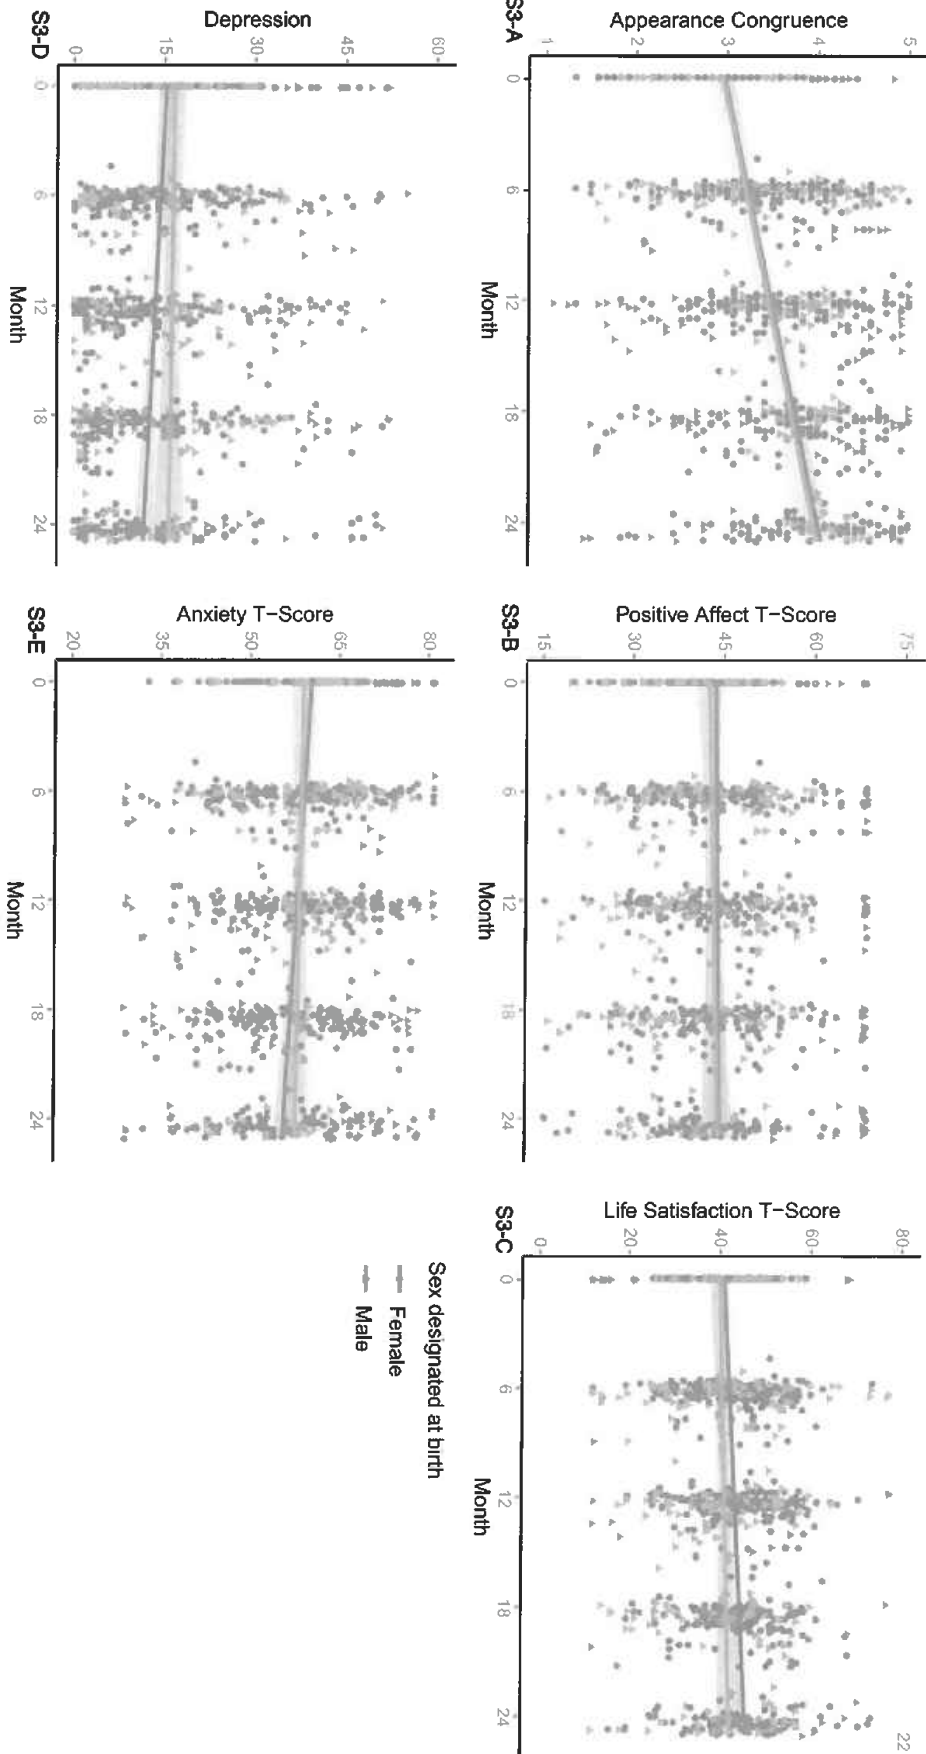 22
S3-A
Appearance Congruence
5
4
3
2
1
0
6
12
18
24
Month
S3-B
Positive Affect T−Score
75
60
45
30
15
0
6
12
18
24
Month
S3-C
Life Satisfaction T−Score
80
60
40
20
0
0
6
12
18
24
Month
S3-D
Depression
60
45
30
15
0
0
6
12
18
24
Month
S3-E
Anxiety T−Score
80
65
50
35
20
0
6
12
18
24
Month
Sex designated at birth
Female
Male